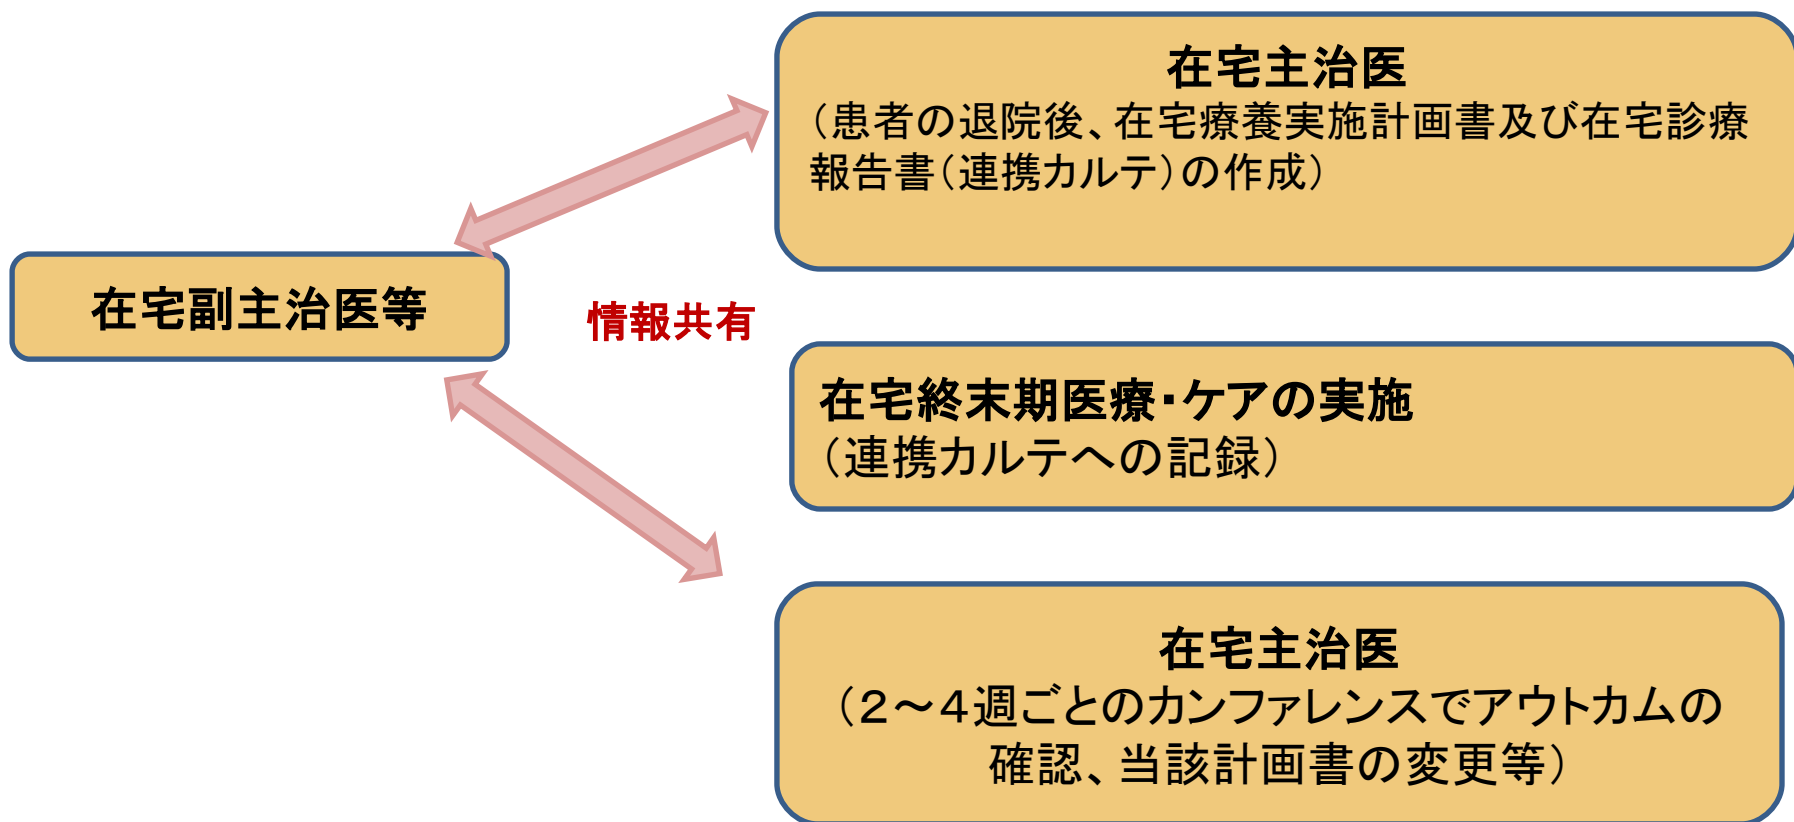 在宅主治医
（患者の退院後、在宅療養実施計画書及び在宅診療
報告書（連携カルテ）の作成）
在宅副主治医等
情報共有
在宅終末期医療・ケアの実施
（連携カルテへの記録）
在宅主治医
（２～４週ごとのカンファレンスでアウトカムの
確認、当該計画書の変更等）